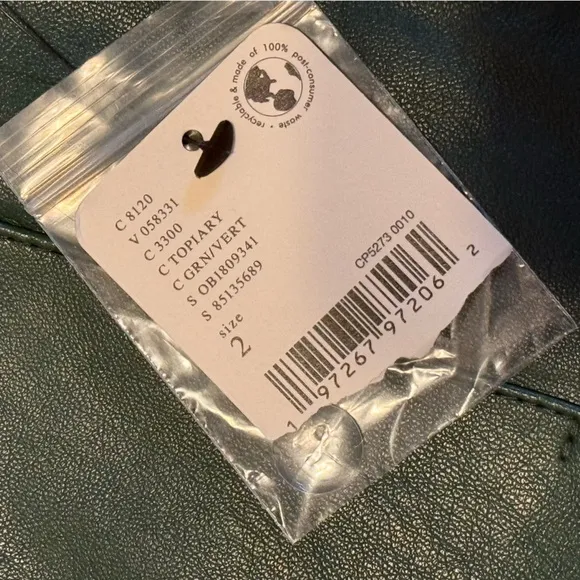 recyclable & made of 100% post-consumer waste •
C 8120
V 058331
C 3300
C TOPIARY
C GRN/VERT
S OB1809341
S 85135689
size
2
CP5273 0010
1 97267 97206 2